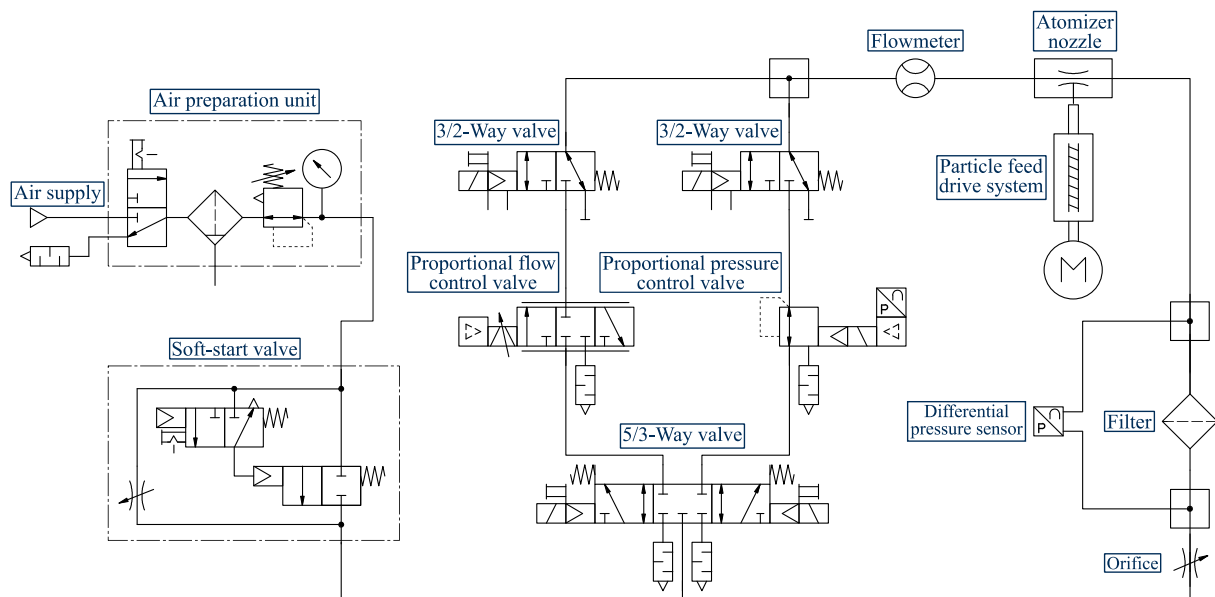 Flowmeter
Atomizer
nozzle
Air preparation unit
3/2-Way valve
3/2-Way valve
Particle feed
drive system
Air supply
M
Proportional flow
control valve
Proportional pressure
control valve
P
Soft-start valve
5/3-Way valve
Differential
pressure sensor
P
Filter
Orifice